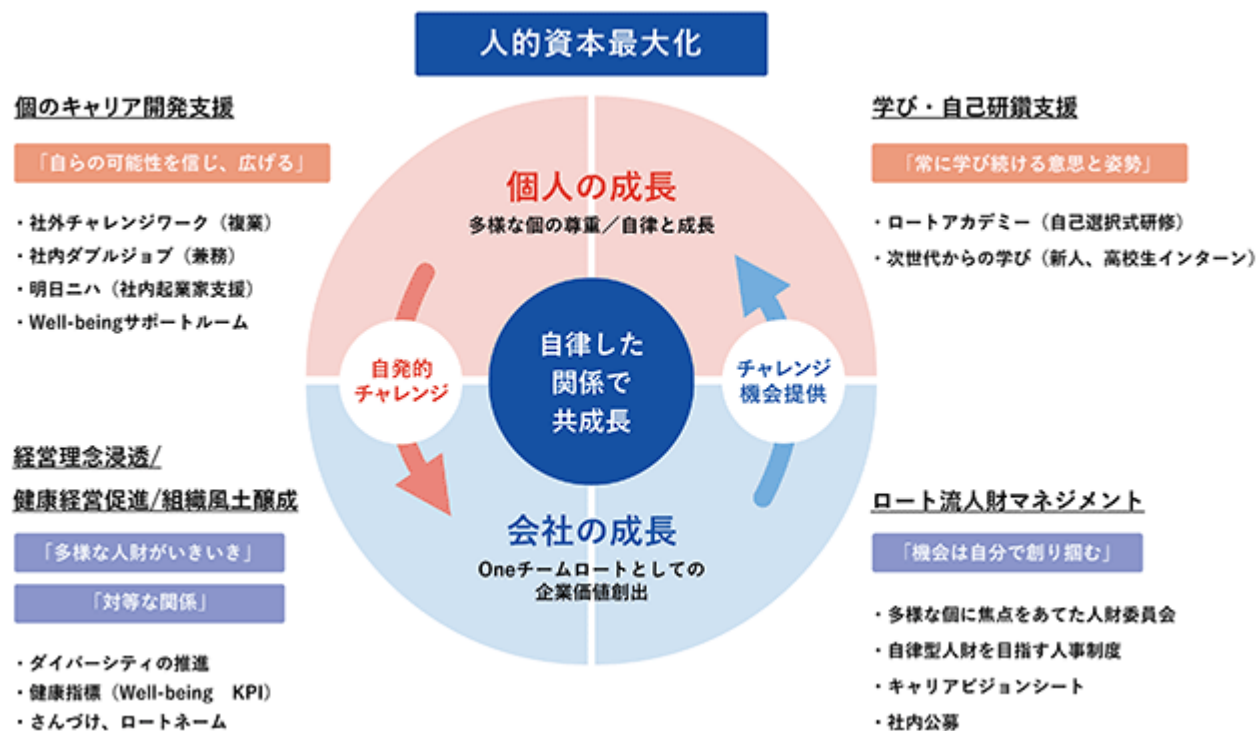 人的資本最大化
個のキャリア開発支援
「自らの可能性を信じ、広げる」
・社外チャレンジワーク（複業）
・社内ダブルジョブ（兼務）
・明日ニハ（社内起業家支援）
・Well-beingサポートルーム
学び・自己研鑽支援
「常に学び続ける意思と姿勢」
・ロートアカデミー（自己選択式研修）
・次世代からの学び（新人、高校生インターン）
個人の成長
多様な個の尊重／自律と成長
自発的
チャレンジ
自律した
関係で
共成長
チャレンジ
機会提供
会社の成長
Oneチームロートとしての
企業価値創出
経営理念浸透/
健康経営促進/組織風土醸成
「多様な人財がいきいき」
「対等な関係」
・ダイバーシティの推進
・健康指標（Well-being　KPI）
・さんづけ、ロートネーム
ロート流人財マネジメント
「機会は自分で創り掴む」
・多様な個に焦点をあてた人財委員会
・自律型人財を目指す人事制度
・キャリアビジョンシート
・社内公募